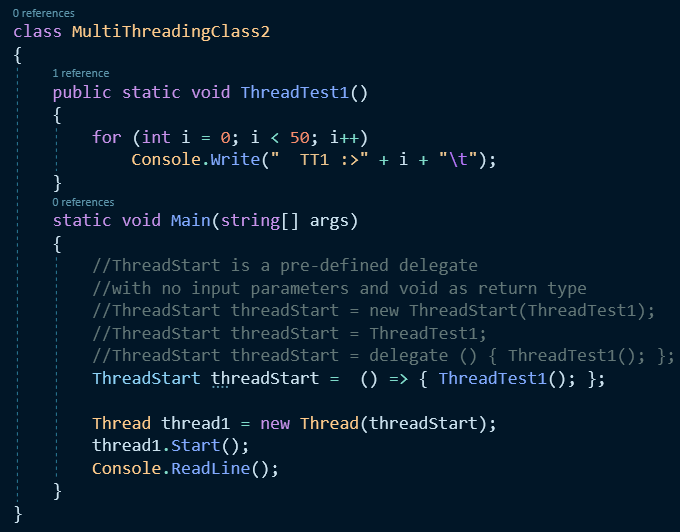 0 references
class MultiThreadingClass2
{
1 reference
public static void ThreadTest1()
{
for (int i = 0; i < 50; i++)
Console.Write("  TT1 :>" + i + "\t");
}
0 references
static void Main(string[] args)
{
//ThreadStart is a pre-defined delegate
//with no input parameters and void as return type
//ThreadStart threadStart = new ThreadStart(ThreadTest1);
//ThreadStart threadStart = ThreadTest1;
//ThreadStart threadStart = delegate () { ThreadTest1(); };
ThreadStart threadStart =  () => { ThreadTest1(); };
Thread thread1 = new Thread(threadStart);
thread1.Start();
Console.ReadLine();
}
}